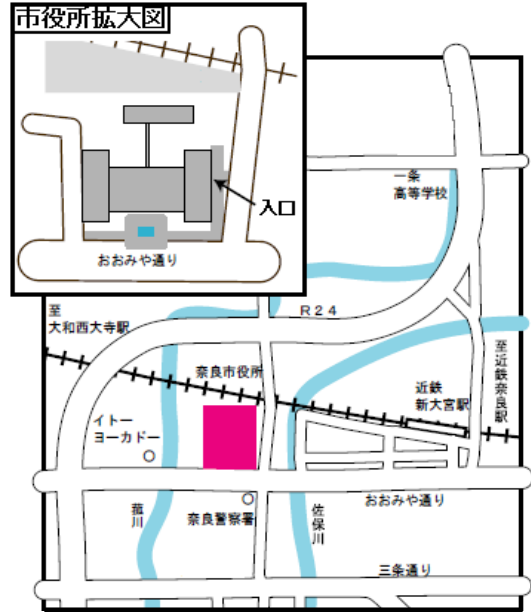 市役所拡大図
入口
おおみや通り
一条
高等学校
至
大和西大寺駅
R24
奈良市役所
至近鉄奈良駅
近鉄
新大宮駅
イトー
ヨーカドー
おおみや通り
菰川
奈良警察署
佐保川
三条通り